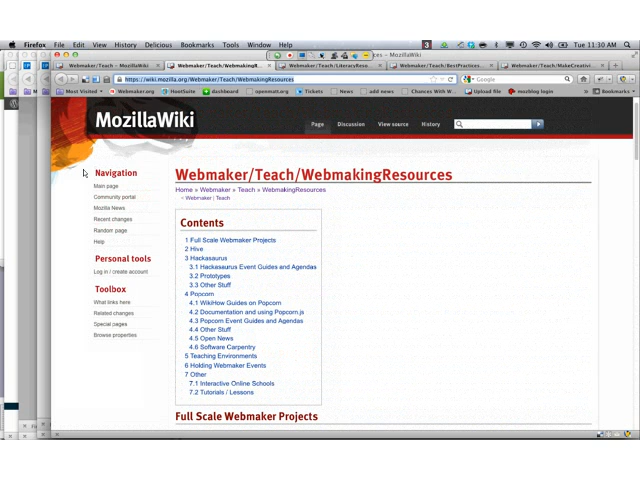 Firefox File Edit View History Delicious Bookmarks Tools Window Help 3 Tue 11:30 AM
ces – MozillaWiki
Webmaker/Teach – MozillaWiki Webmaker/Teach/WebmakingR... Webmaker/Teach/LiteracyReso... Webmaker/Teach/BestPractices... Webmaker/Teach/MakeCreativi...
https://wiki.mozilla.org/Webmaker/Teach/WebmakingResources Google
Most Visited Webmaker.org HootSuite dashboard openmatt.org Tickets News add news Chances With W... Upload file mozblog login » Bookmarks
MozillaWiki
Page Discussion View source History
Navigation
Main page
Community portal
Mozilla News
Recent changes
Random page
Help
Personal tools
Log in / create account
Toolbox
What links here
Related changes
Special pages
Browse properties
Webmaker/Teach/WebmakingResources
Home » Webmaker » Teach » WebmakingResources
< Webmaker | Teach
Contents
1 Full Scale Webmaker Projects
2 Hive
3 Hackasaurus
3.1 Hackasaurus Event Guides and Agendas
3.2 Prototypes
3.3 Other Stuff
4 Popcorn
4.1 WikiHow Guides on Popcorn
4.2 Documentation and using Popcorn.js
4.3 Popcorn Event Guides and Agendas
4.4 Other Stuff
4.5 Open News
4.6 Software Carpentry
5 Teaching Environments
6 Holding Webmaker Events
7 Other
7.1 Interactive Online Schools
7.2 Tutorials / Lessons
Full Scale Webmaker Projects